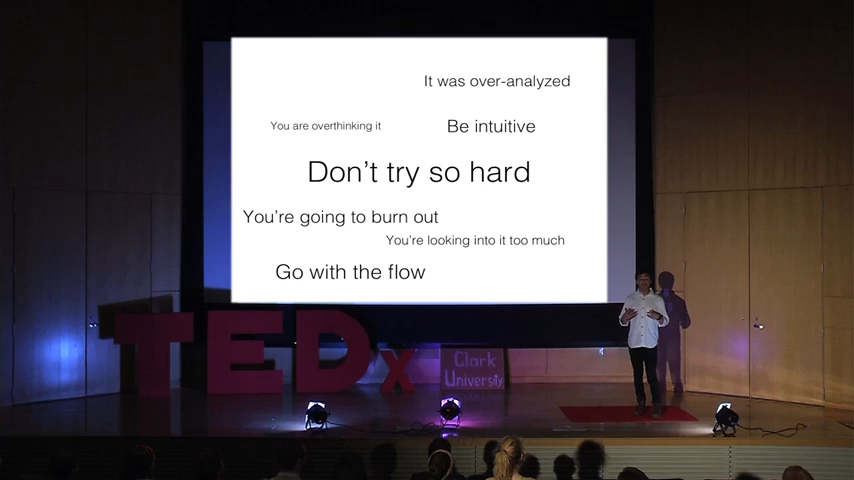 It was over-analyzed
You are overthinking it
Be intuitive
Don't try so hard
You're going to burn out
You're looking into it too much
Go with the flow
TEDx
Clark
University